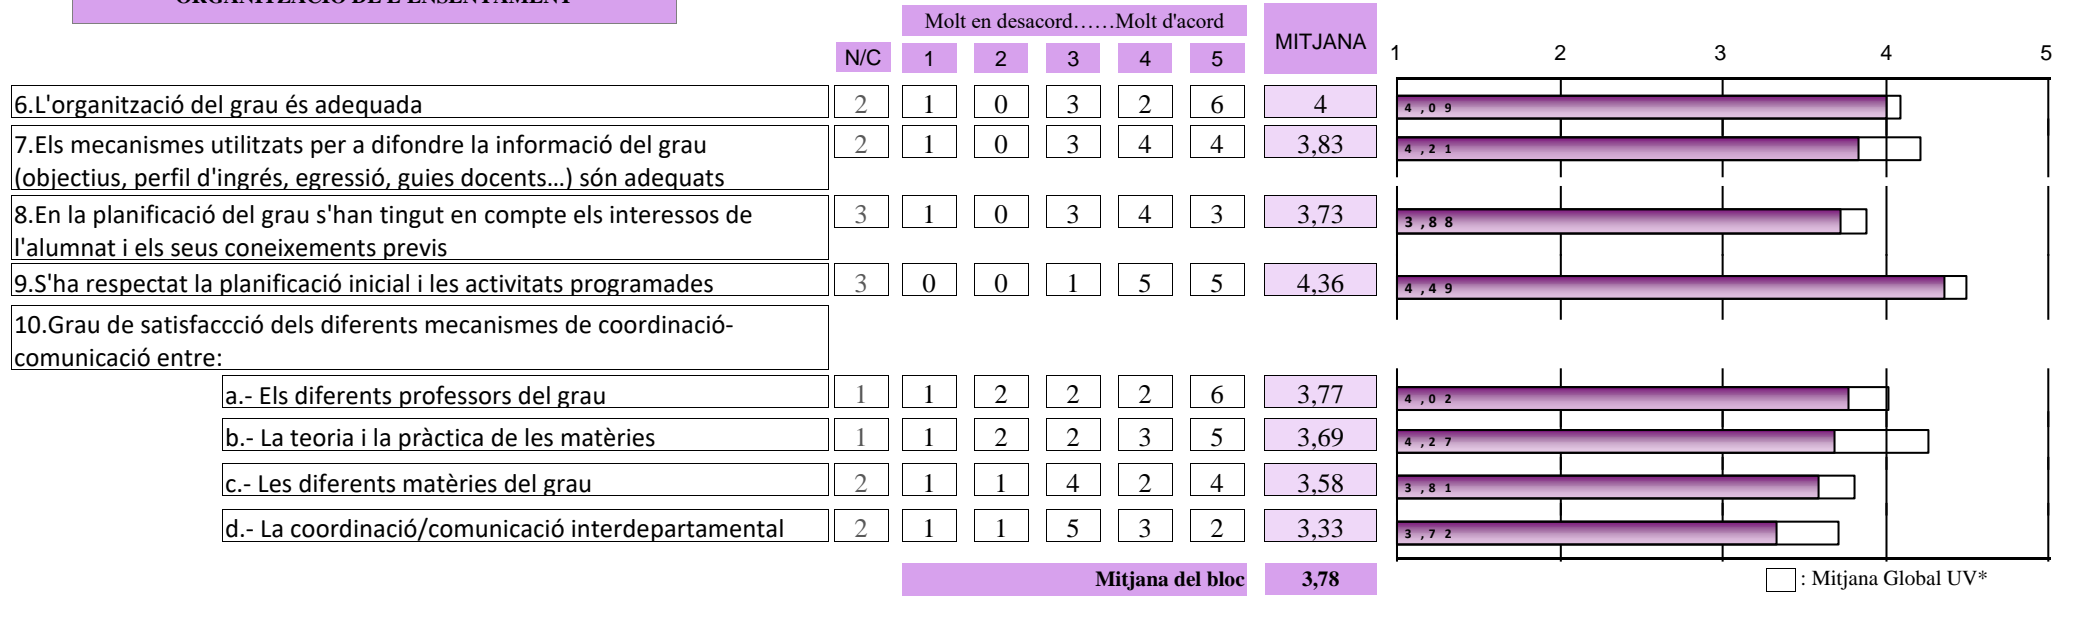 ORGANITZACIÓ DE L'ENSENYAMENT
Molt en desacord……Molt d'acord
MITJANA
N/C 1 2 3 4 5
1 2 3 4 5
6.L'organització del grau és adequada 2 1 0 3 2 6 4 4,09
7.Els mecanismes utilitzats per a difondre la informació del grau
(objectius, perfil d'ingrés, egressió, guies docents...) són adequats
2 1 0 3 4 4 3,83 4,21
8.En la planificació del grau s'han tingut en compte els interessos de
l'alumnat i els seus coneixements previs
3 1 0 3 4 3 3,73 3,88
9.S'ha respectat la planificació inicial i les activitats programades 3 0 0 1 5 5 4,36 4,49
10.Grau de satisfaccció dels diferents mecanismes de coordinació-
comunicació entre:
a.- Els diferents professors del grau 1 1 2 2 2 6 3,77 4,02
b.- La teoria i la pràctica de les matèries 1 1 2 2 3 5 3,69 4,27
c.- Les diferents matèries del grau 2 1 1 4 2 4 3,58 3,81
d.- La coordinació/comunicació interdepartamental 2 1 1 5 3 2 3,33 3,72
Mitjana del bloc 3,78
: Mitjana Global UV*